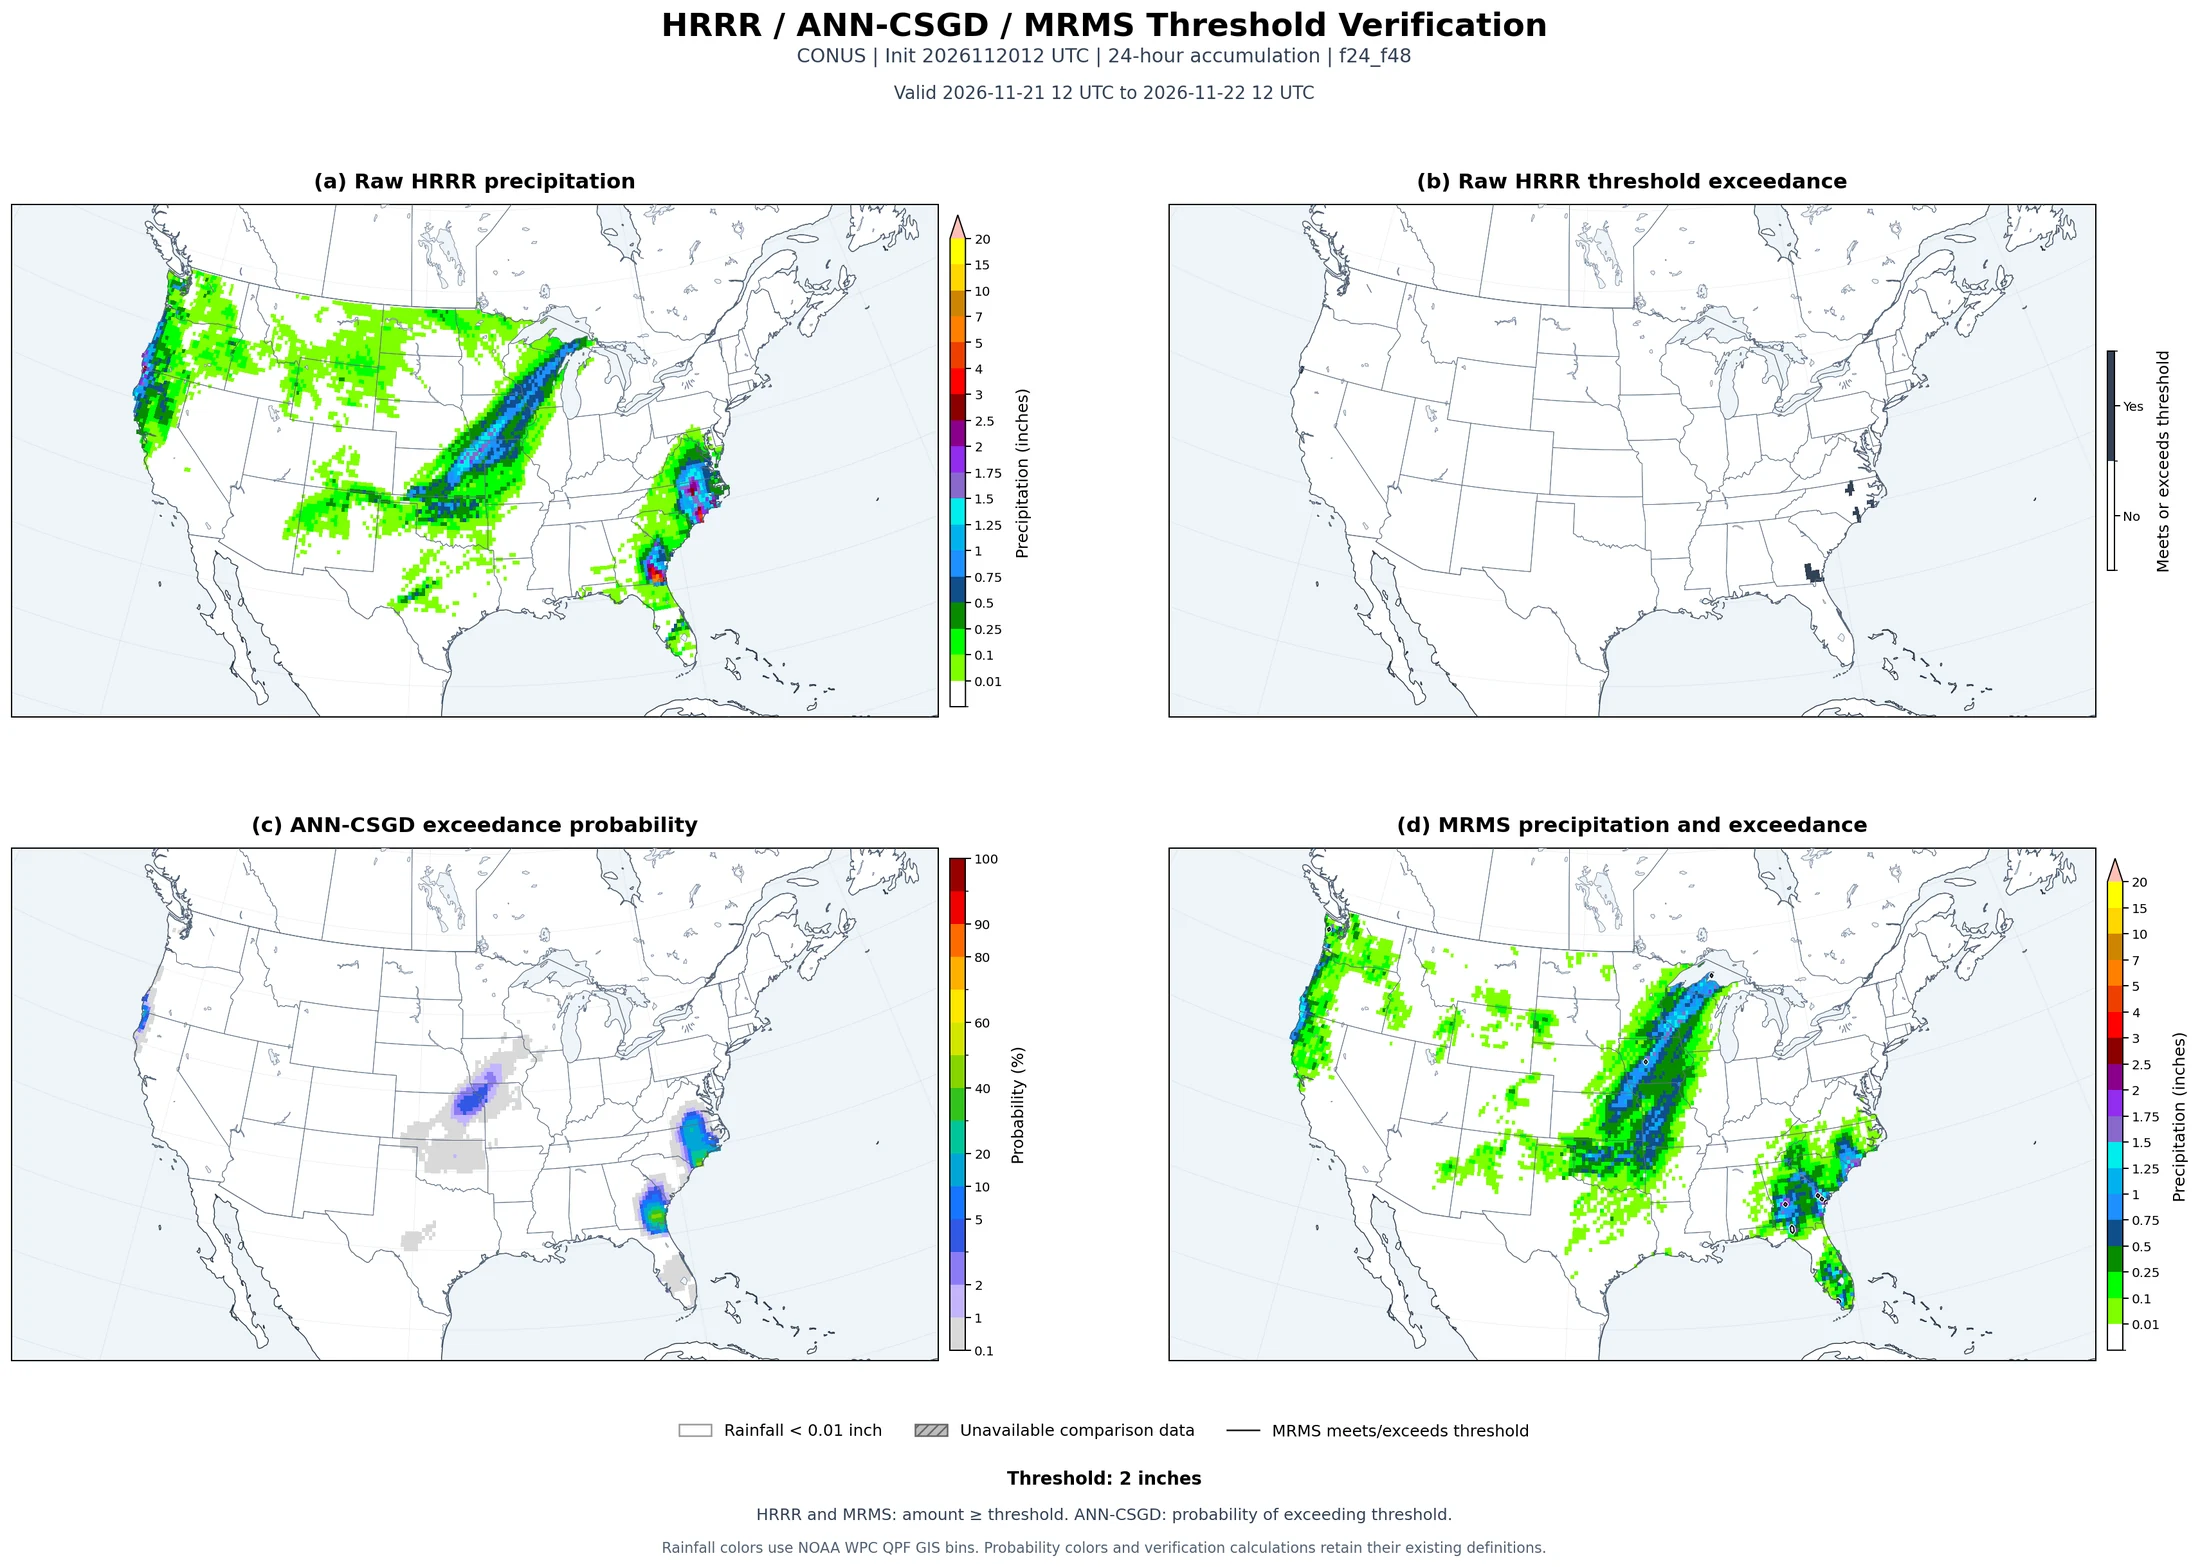 HRRR / ANN-CSGD / MRMS Threshold Verification
CONUS | Init 2026112012 UTC | 24-hour accumulation | f24_f48
Valid 2026-11-21 12 UTC to 2026-11-22 12 UTC
(a) Raw HRRR precipitation
20
15
10
7
5
4
3
2.5
2
1.75
1.5
1.25
1
0.75
0.5
0.25
0.1
0.01
Precipitation (inches)
(b) Raw HRRR threshold exceedance
Yes
No
Meets or exceeds threshold
(c) ANN-CSGD exceedance probability
100
90
80
60
40
20
10
5
2
1
0.1
Probability (%)
(d) MRMS precipitation and exceedance
20
15
10
7
5
4
3
2.5
2
1.75
1.5
1.25
1
0.75
0.5
0.25
0.1
0.01
Precipitation (inches)
Rainfall < 0.01 inch
Unavailable comparison data
MRMS meets/exceeds threshold
Threshold: 2 inches
HRRR and MRMS: amount ≥ threshold. ANN-CSGD: probability of exceeding threshold.
Rainfall colors use NOAA WPC QPF GIS bins. Probability colors and verification calculations retain their existing definitions.